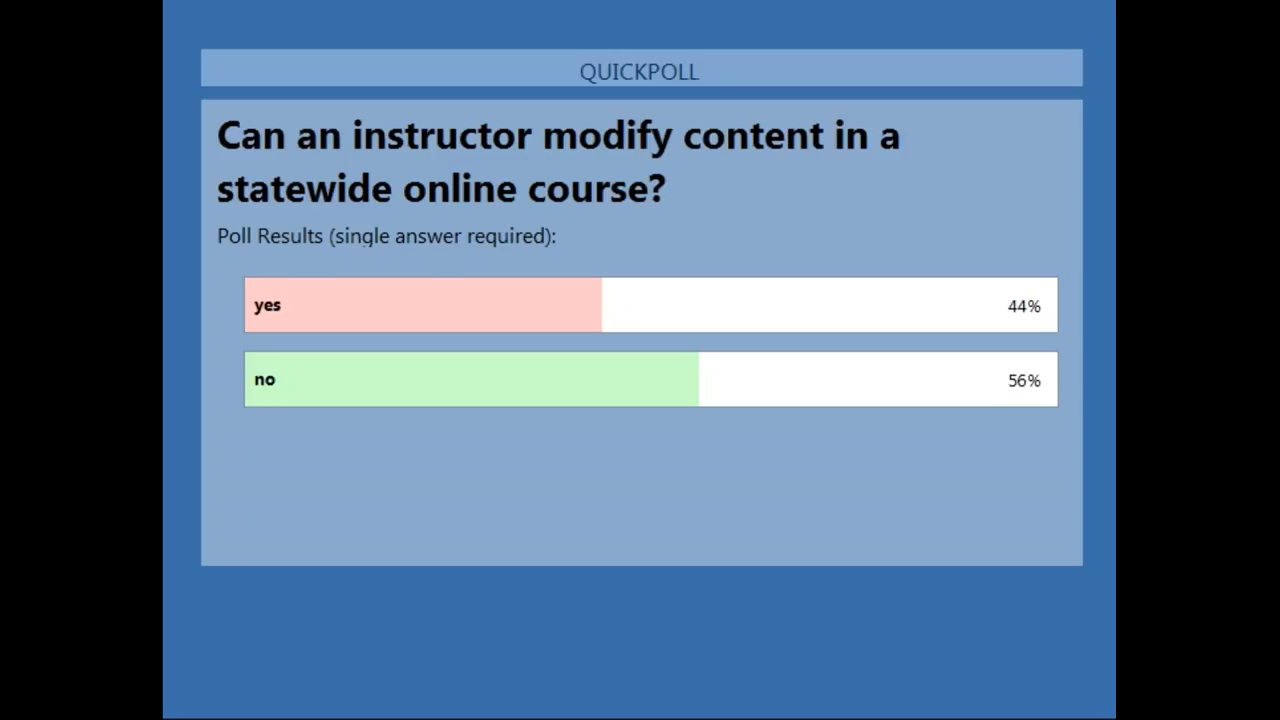 QUICKPOLL
Can an instructor modify content in a
statewide online course?
Poll Results (single answer required):
yes 44%
no 56%